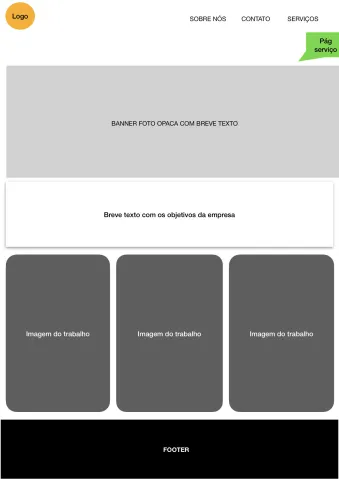 Logo
SOBRE NÓS CONTATO SERVIÇOS
Pág
serviço
BANNER FOTO OPACA COM BREVE TEXTO
Breve texto com os objetivos da empresa
Imagem do trabalho Imagem do trabalho Imagem do trabalho
FOOTER